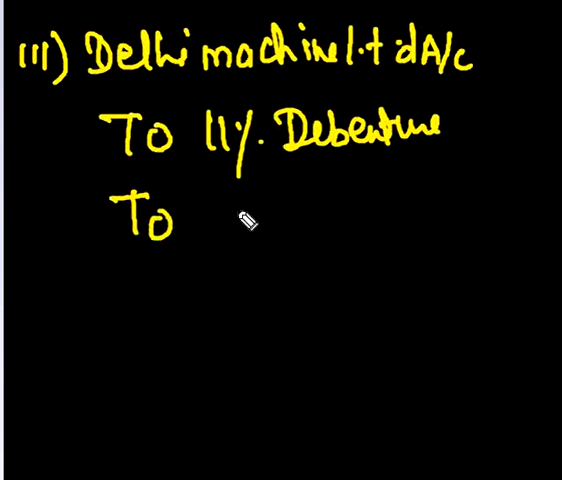 III) Delhi machine l.t.d A/c
To 11%. Debenture
To